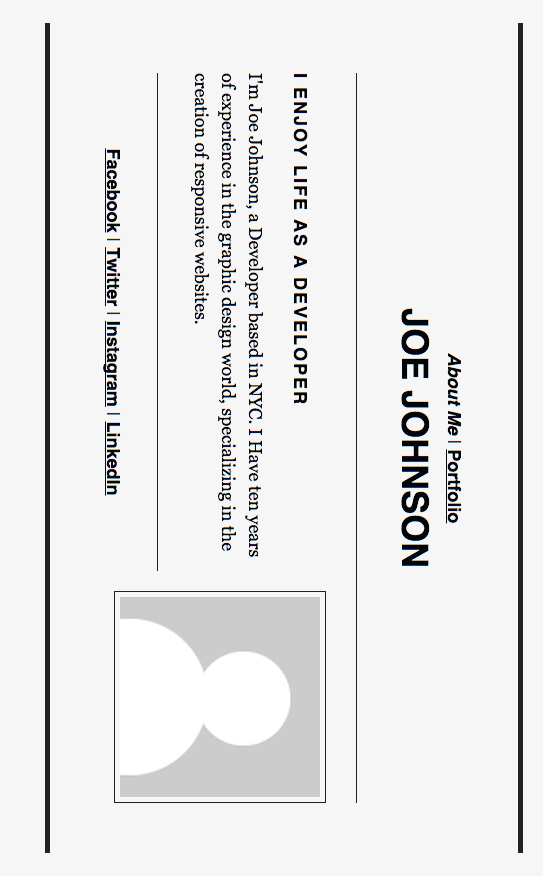 About Me | Portfolio
JOE JOHNSON
I ENJOY LIFE AS A DEVELOPER
I'm Joe Johnson, a Developer based in NYC. I Have ten years
of experience in the graphic design world, specializing in the
creation of responsive websites.
Facebook | Twitter | Instagram | LinkedIn